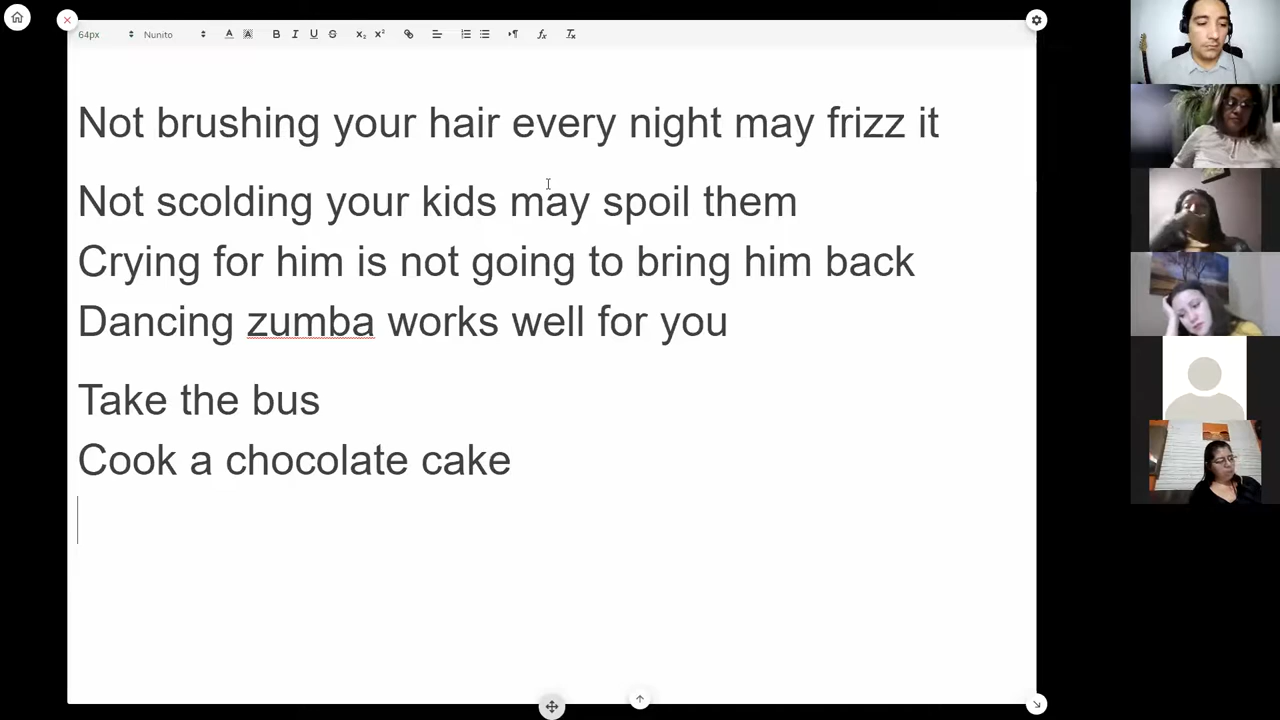 64px Nunito
Not brushing your hair every night may frizz it
Not scolding your kids may spoil them
Crying for him is not going to bring him back
Dancing zumba works well for you
Take the bus
Cook a chocolate cake